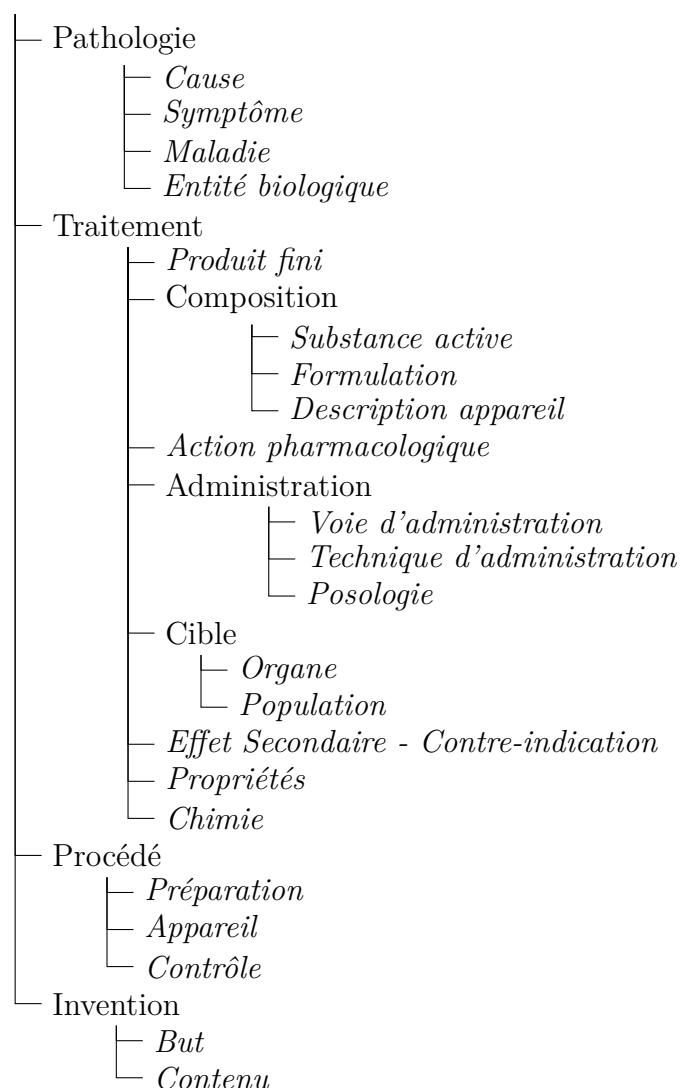 Pathologie
Cause
Symptôme
Maladie
Entité biologique
Traitement
Produit fini
Composition
Substance active
Formulation
Description appareil
Action pharmacologique
Administration
Voie d'administration
Technique d'administration
Posologie
Cible
Organe
Population
Effet Secondaire - Contre-indication
Propriétés
Chimie
Procédé
Préparation
Appareil
Contrôle
Invention
But
Contenu